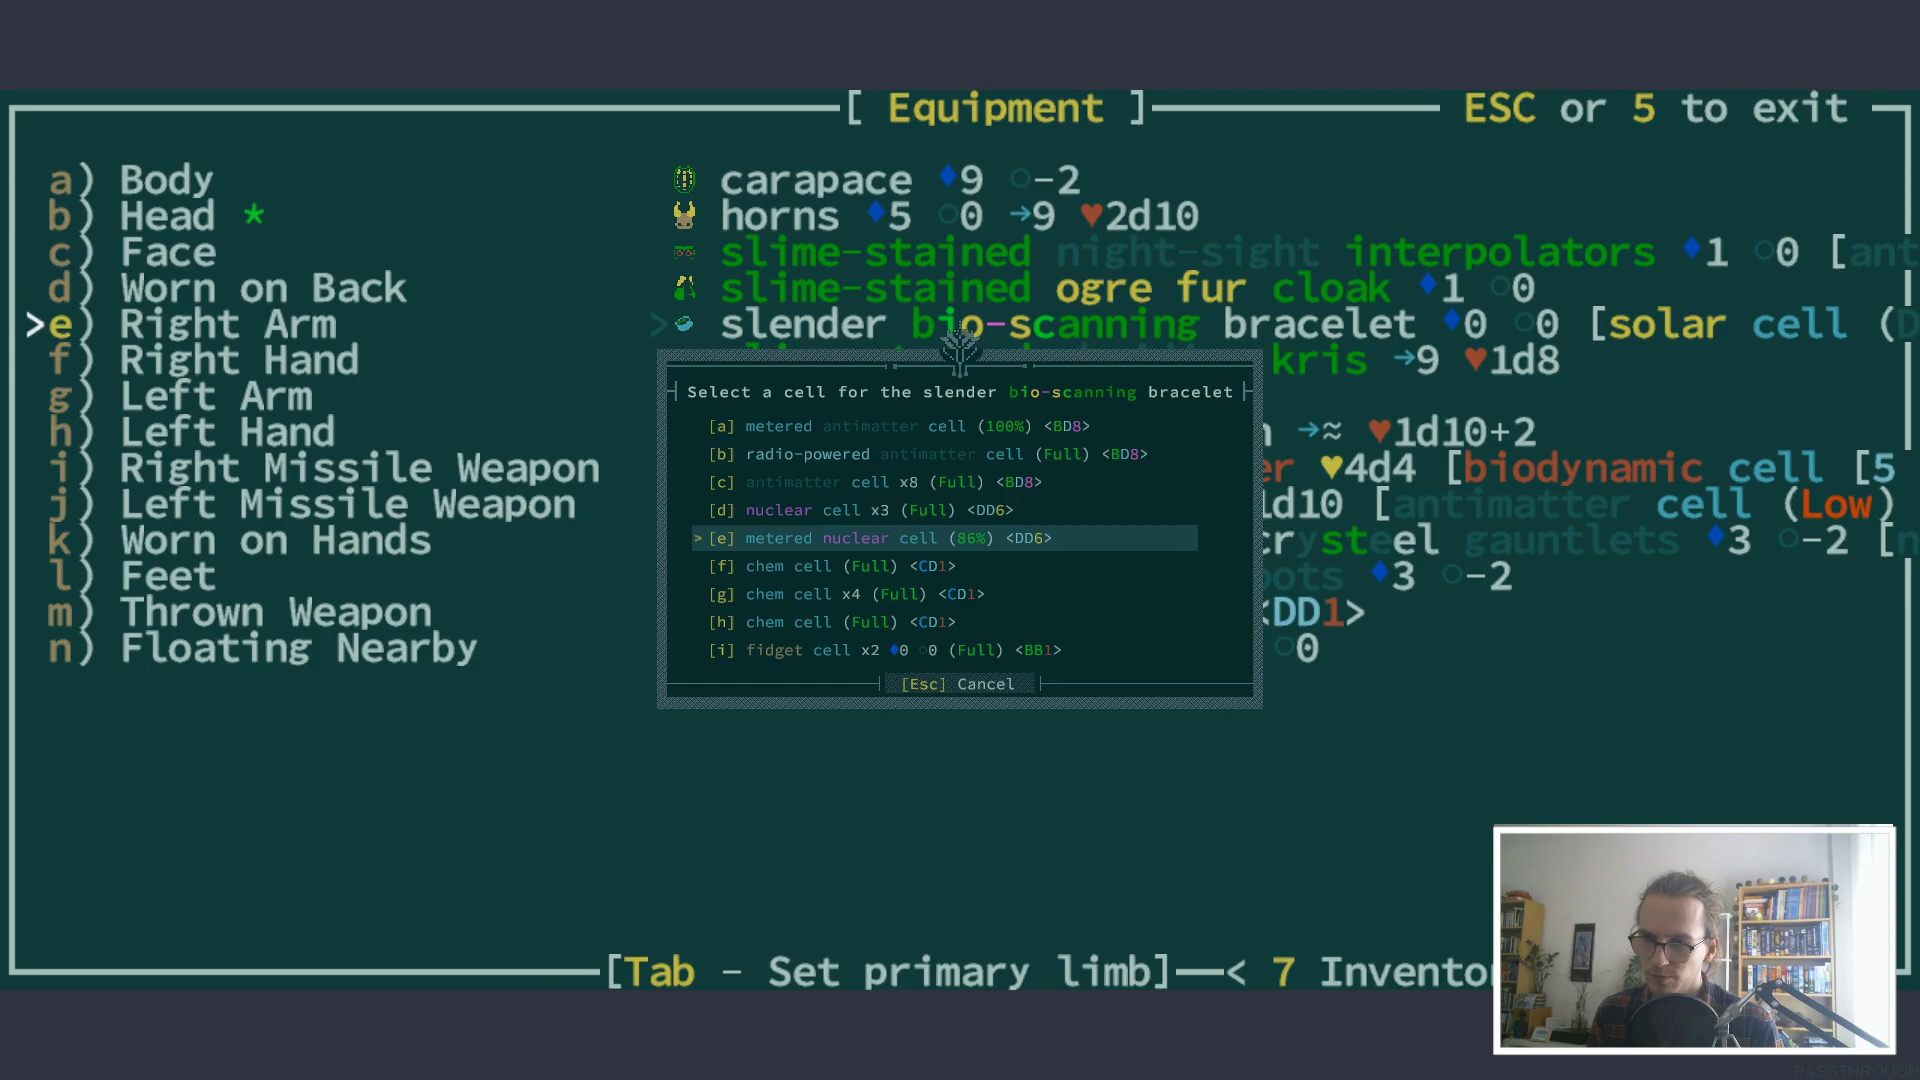 [ Equipment ] ESC or 5 to exit
a) Body carapace ♦9 ○-2
b) Head * horns ♦5 ○0 →9 ♥2d10
c) Face slime-stained night-sight interpolators ♦1 ○0 [ant
d) Worn on Back slime-stained ogre fur cloak ♦1 ○0
>e) Right Arm > slender bio-scanning bracelet ♦0 ○0 [solar cell (D
f) Right Hand kris →9 ♥1d8
g) Left Arm
h) Left Hand →≈ ♥1d10+2
i) Right Missile Weapon ♥4d4 [biodynamic cell [5
j) Left Missile Weapon 1d10 [antimatter cell (Low)
k) Worn on Hands crysteel gauntlets ♦3 ○-2 [n
l) Feet ♦3 ○-2
m) Thrown Weapon <DD1>
n) Floating Nearby ○0
Select a cell for the slender bio-scanning bracelet
[a] metered antimatter cell (100%) <BD8>
[b] radio-powered antimatter cell (Full) <BD8>
[c] antimatter cell x8 (Full) <BD8>
[d] nuclear cell x3 (Full) <DD6>
> [e] metered nuclear cell (86%) <DD6>
[f] chem cell (Full) <CD1>
[g] chem cell x4 (Full) <CD1>
[h] chem cell (Full) <CD1>
[i] fidget cell x2 ♦0 ○0 (Full) <BB1>
[Esc] Cancel
[Tab - Set primary limb] < 7 Invento
PASSTHROUGH